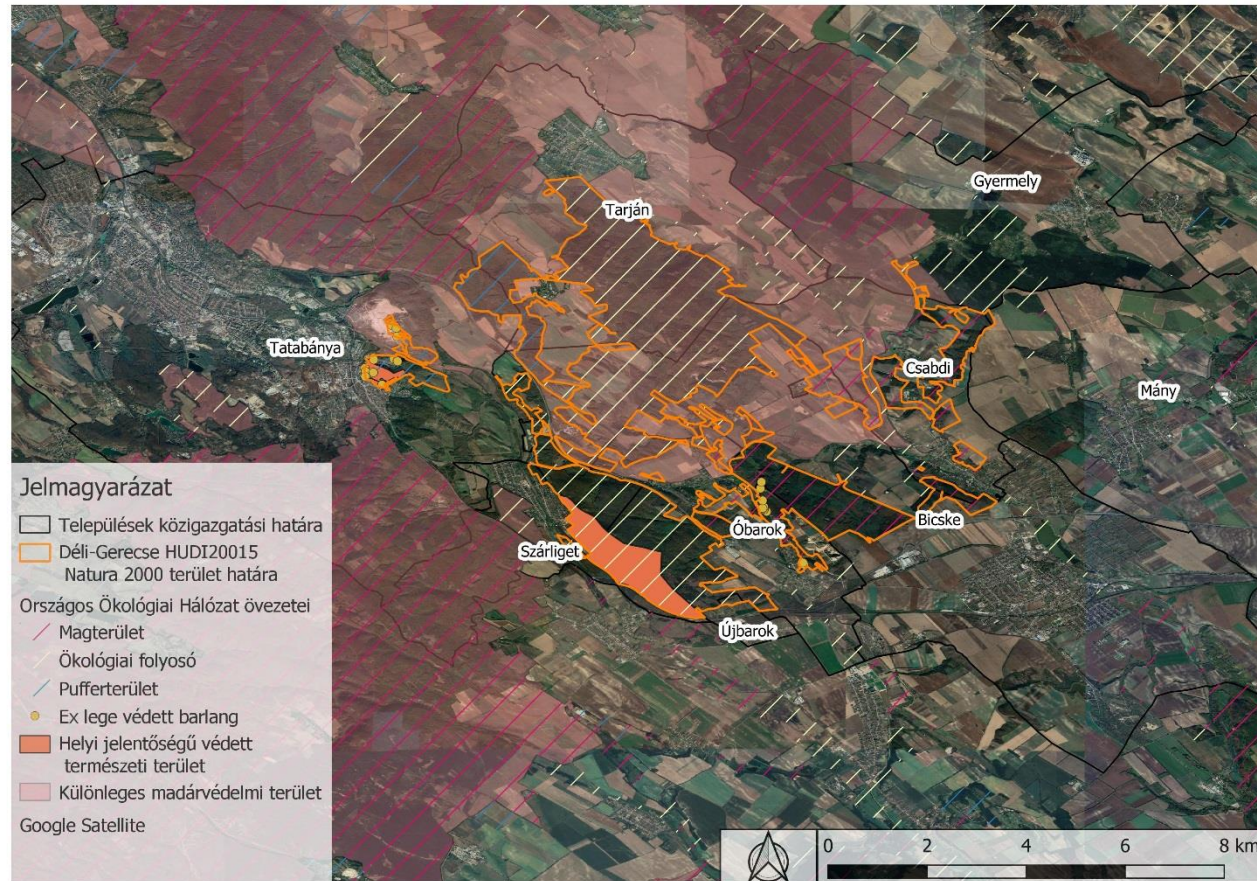 Gyermely
Tarján
Tatabánya
Csabdi
Mány
Bicske
Óbarok
Szárliget
Újbarok
Jelmagyarázat
Települések közigazgatási határa
Déli-Gerecse HUDI20015
Natura 2000 terület határa
Országos Ökológiai Hálózat övezetei
Magterület
Ökológiai folyosó
Pufferterület
Ex lege védett barlang
Helyi jelentőségű védett
természeti terület
Különleges madárvédelmi terület
Google Satellite
0 2 4 6 8 km